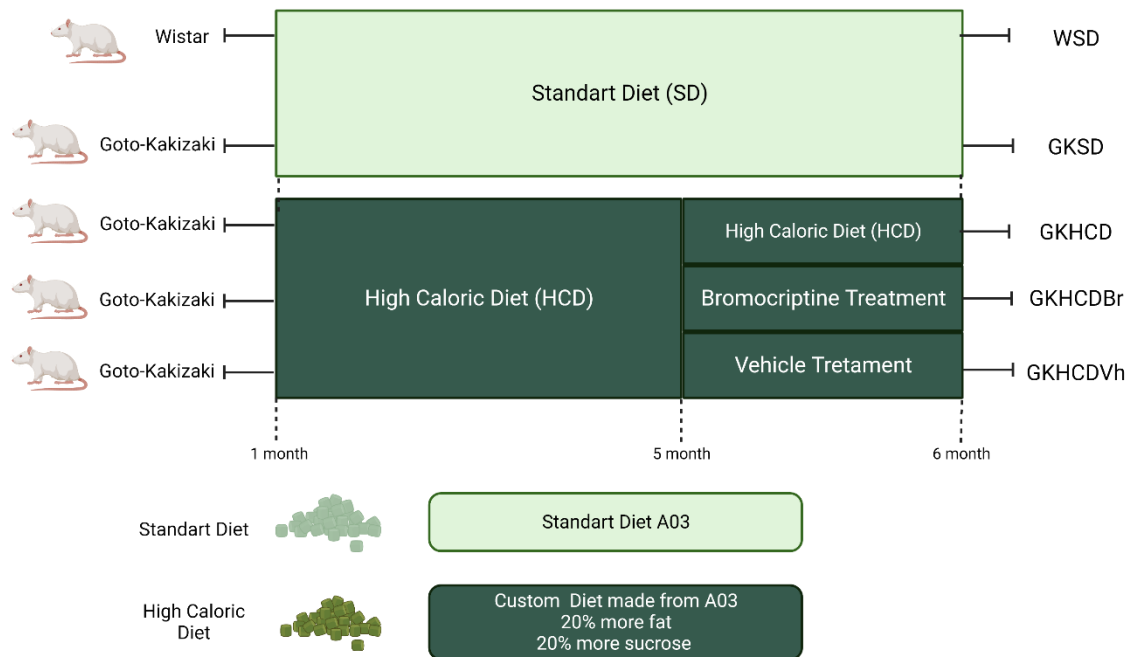 Wistar
Standart Diet (SD)
WSD
Goto-Kakizaki
GKSD
Goto-Kakizaki
High Caloric Diet (HCD)
High Caloric Diet (HCD)
GKHCD
Goto-Kakizaki
Bromocriptine Treatment
GKHCDBr
Goto-Kakizaki
Vehicle Tretament
GKHCDVh
1 month
5 month
6 month
Standart Diet
Standart Diet A03
High Caloric
Diet
Custom Diet made from A03
20% more fat
20% more sucrose